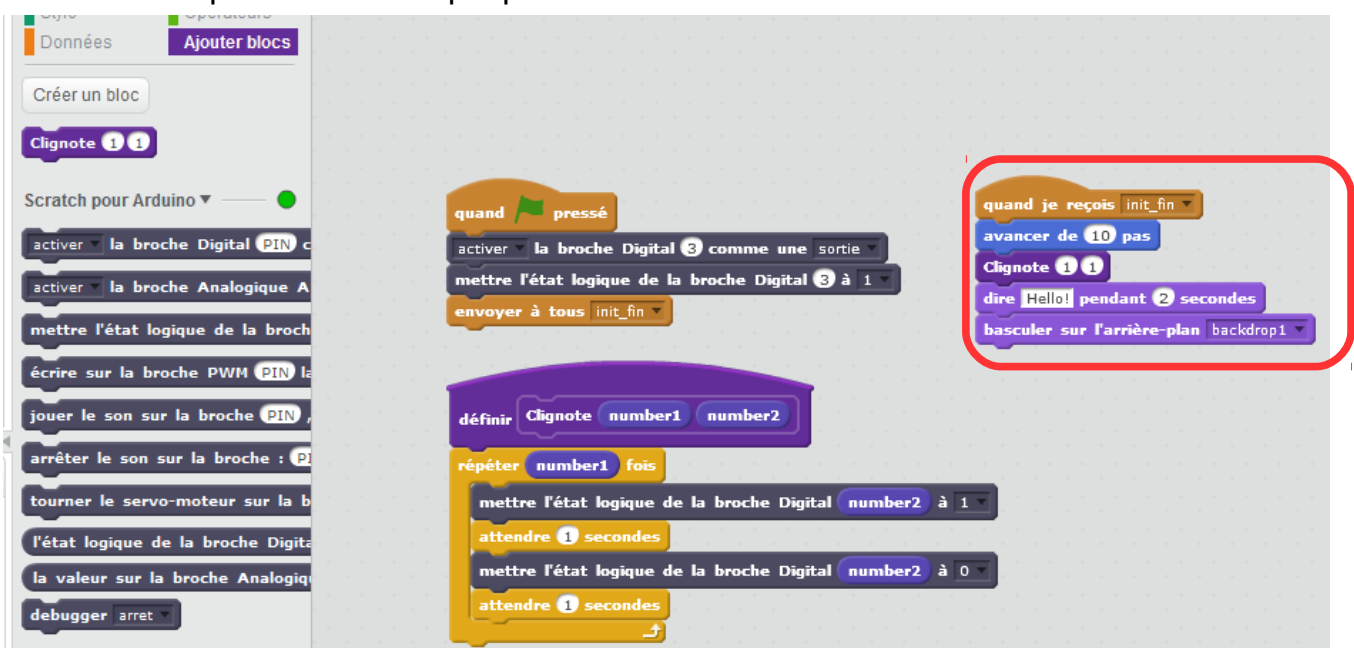 Données Ajouter blocs
Créer un bloc
Clignote 1 1
Scratch pour Arduino
activer la broche Digital PIN c
activer la broche Analogique A
mettre l'état logique de la broch
écrire sur la broche PWM PIN la
jouer le son sur la broche PIN ,
arrêter le son sur la broche : PI
tourner le servo-moteur sur la b
l'état logique de la broche Digita
la valeur sur la broche Analogiqu
debugger arret
quand pressé
activer la broche Digital 3 comme une sortie
mettre l'état logique de la broche Digital 3 à 1
envoyer à tous init_fin
définir Clignote number1 number2
répéter number1 fois
mettre l'état logique de la broche Digital number2 à 1
attendre 1 secondes
mettre l'état logique de la broche Digital number2 à 0
attendre 1 secondes
quand je reçois init_fin
avancer de 10 pas
Clignote 1 1
dire Hello! pendant 2 secondes
basculer sur l'arrière-plan backdrop1